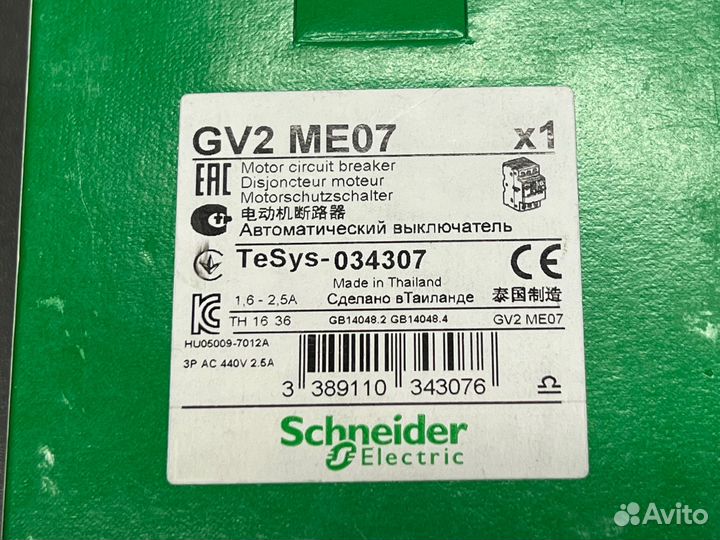 GV2 ME07 x1
EAC Motor circuit breaker
Disjoncteur moteur
Motorschutzschalter
电动机断路器
Автоматический выключатель
TeSys-034307
CE
Made in Thailand
1,6 - 2,5A Сделано вТаиланде 泰国制造
TH 16 36 GB14048.2 GB14048.4 GV2 ME07
HU05009-7012A
3P AC 440V 2.5A
3 389110 343076
Schneider
Electric
Avito